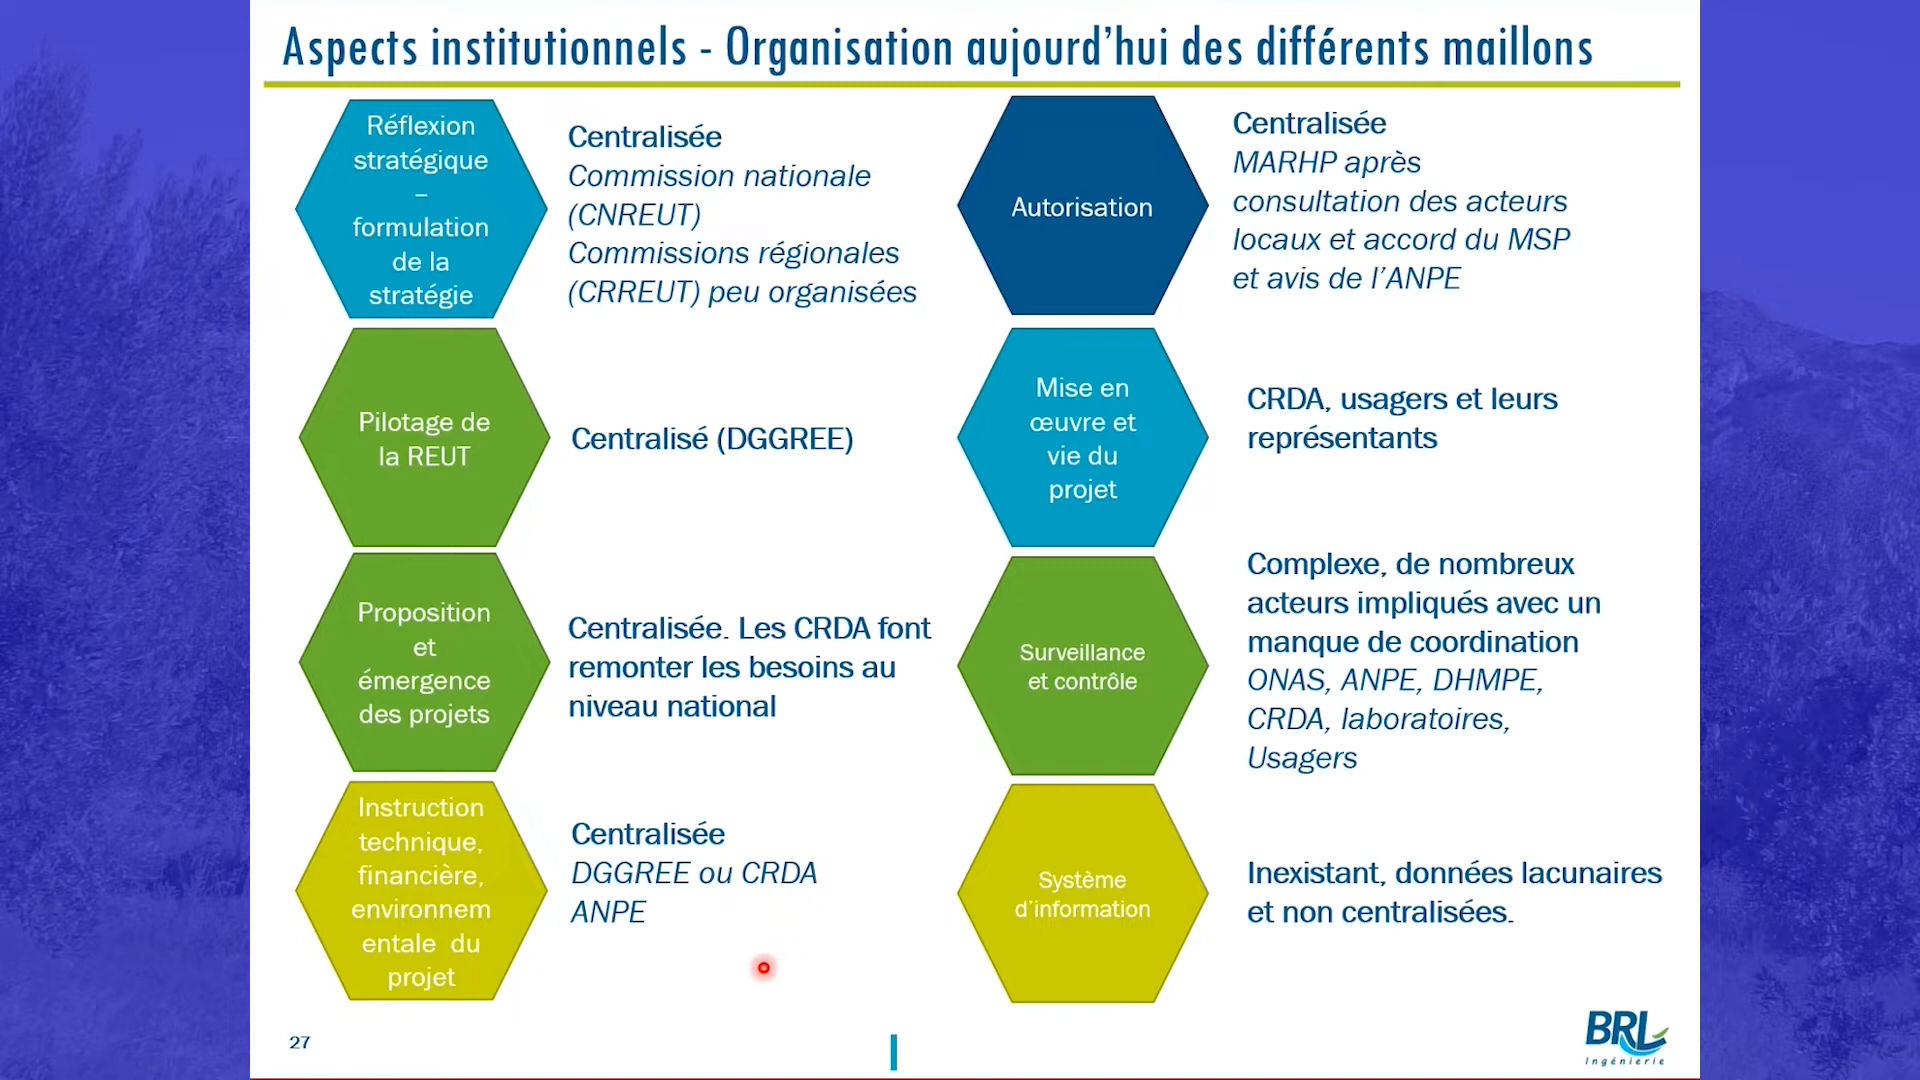 Aspects institutionnels - Organisation aujourd'hui des différents maillons
Réflexion
stratégique
–
formulation
de la
stratégie
Centralisée
Commission nationale
(CNREUT)
Commissions régionales
(CRREUT) peu organisées
Pilotage de
la REUT
Centralisé (DGGREE)
Proposition
et
émergence
des projets
Centralisée. Les CRDA font
remonter les besoins au
niveau national
Instruction
technique,
financière,
environnem
entale du
projet
Centralisée
DGGREE ou CRDA
ANPE
Autorisation
Centralisée
MARHP après
consultation des acteurs
locaux et accord du MSP
et avis de l'ANPE
Mise en
œuvre et
vie du
projet
CRDA, usagers et leurs
représentants
Surveillance
et contrôle
Complexe, de nombreux
acteurs impliqués avec un
manque de coordination
ONAS, ANPE, DHMPE,
CRDA, laboratoires,
Usagers
Système
d'information
Inexistant, données lacunaires
et non centralisées.
27
BRL
Ingénierie